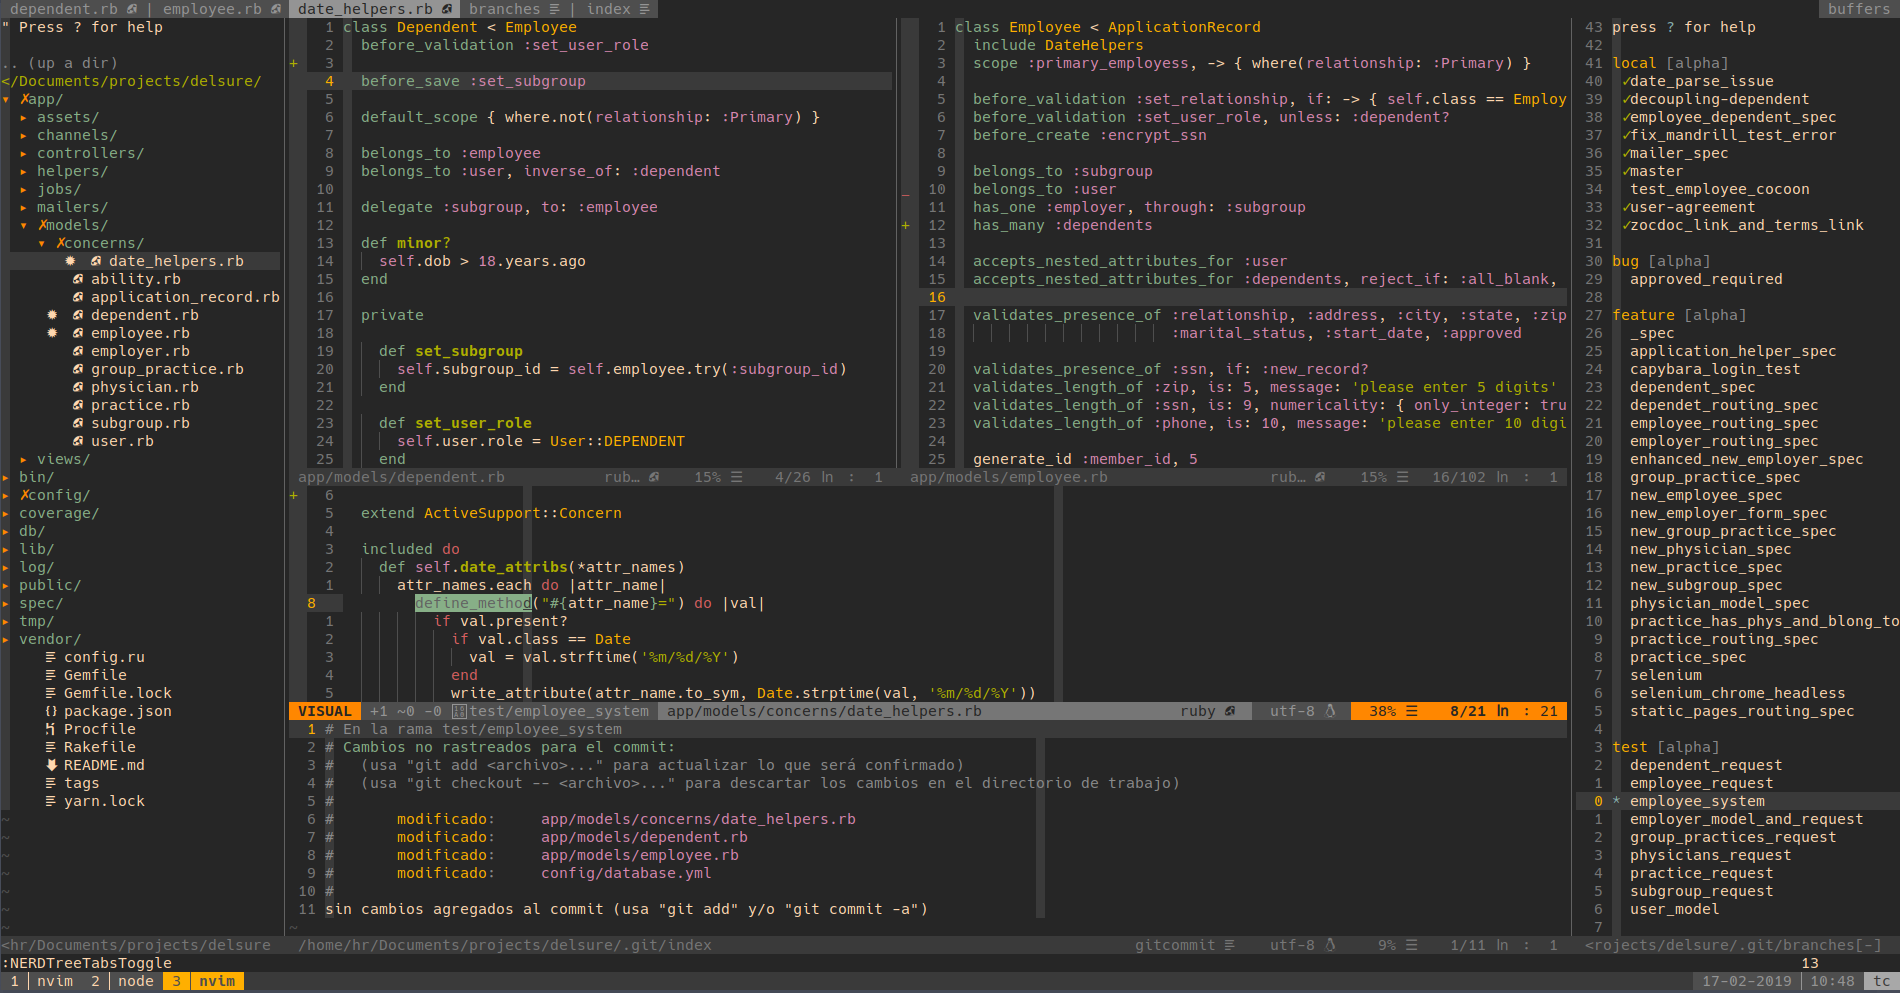 dependent.rb | employee.rb date_helpers.rb branches | index buffers
" Press ? for help
.. (up a dir)
</Documents/projects/delsure/
▾ ✗app/
▸ assets/
▸ channels/
▸ controllers/
▸ helpers/
▸ jobs/
▸ mailers/
▾ ✗models/
▾ ✗concerns/
date_helpers.rb
ability.rb
application_record.rb
dependent.rb
employee.rb
employer.rb
group_practice.rb
physician.rb
practice.rb
subgroup.rb
user.rb
▸ views/
▸ bin/
▸ ✗config/
▸ coverage/
▸ db/
▸ lib/
▸ log/
▸ public/
▸ spec/
▸ tmp/
▸ vendor/
config.ru
Gemfile
Gemfile.lock
{} package.json
Procfile
Rakefile
README.md
tags
yarn.lock
~
~
~
~
~
~
~
<hr/Documents/projects/delsure
1 class Dependent < Employee
2 before_validation :set_user_role
+ 3
4 before_save :set_subgroup
5
6 default_scope { where.not(relationship: :Primary) }
7
8 belongs_to :employee
9 belongs_to :user, inverse_of: :dependent
10
11 delegate :subgroup, to: :employee
12
13 def minor?
14 self.dob > 18.years.ago
15 end
16
17 private
18
19 def set_subgroup
20 self.subgroup_id = self.employee.try(:subgroup_id)
21 end
22
23 def set_user_role
24 self.user.role = User::DEPENDENT
25 end
app/models/dependent.rb rub… 15% ☰ 4/26 ln : 1
1 class Employee < ApplicationRecord
2 include DateHelpers
3 scope :primary_employess, -> { where(relationship: :Primary) }
4
5 before_validation :set_relationship, if: -> { self.class == Employ
6 before_validation :set_user_role, unless: :dependent?
7 before_create :encrypt_ssn
8
9 belongs_to :subgroup
_ 10 belongs_to :user
11 has_one :employer, through: :subgroup
+ 12 has_many :dependents
13
14 accepts_nested_attributes_for :user
15 accepts_nested_attributes_for :dependents, reject_if: :all_blank,
16
17 validates_presence_of :relationship, :address, :city, :state, :zip
18 :marital_status, :start_date, :approved
19
20 validates_presence_of :ssn, if: :new_record?
21 validates_length_of :zip, is: 5, message: 'please enter 5 digits'
22 validates_length_of :ssn, is: 9, numericality: { only_integer: tru
23 validates_length_of :phone, is: 10, message: 'please enter 10 digi
24
25 generate_id :member_id, 5
app/models/employee.rb rub… 15% ☰ 16/102 ln : 1
+ 6
5 extend ActiveSupport::Concern
4
3 included do
2 def self.date_attribs(*attr_names)
1 attr_names.each do |attr_name|
8 define_method("#{attr_name}=") do |val|
1 if val.present?
2 if val.class == Date
3 val = val.strftime('%m/%d/%Y')
4 end
5 write_attribute(attr_name.to_sym, Date.strptime(val, '%m/%d/%Y'))
VISUAL +1 ~0 -0 test/employee_system app/models/concerns/date_helpers.rb ruby utf-8 38% ☰ 8/21 ln : 21
1 # En la rama test/employee_system
2 # Cambios no rastreados para el commit:
3 # (usa "git add <archivo>..." para actualizar lo que será confirmado)
4 # (usa "git checkout -- <archivo>..." para descartar los cambios en el directorio de trabajo)
5 #
6 # modificado: app/models/concerns/date_helpers.rb
7 # modificado: app/models/dependent.rb
8 # modificado: app/models/employee.rb
9 # modificado: config/database.yml
10 #
11 sin cambios agregados al commit (usa "git add" y/o "git commit -a")
~
/home/hr/Documents/projects/delsure/.git/index gitcommit utf-8 9% ☰ 1/11 ln : 1
43 press ? for help
42
41 local [alpha]
40 ✓date_parse_issue
39 ✓decoupling-dependent
38 ✓employee_dependent_spec
37 ✓fix_mandrill_test_error
36 ✓mailer_spec
35 ✓master
34 test_employee_cocoon
33 ✓user-agreement
32 ✓zocdoc_link_and_terms_link
31
30 bug [alpha]
29 approved_required
28
27 feature [alpha]
26 _spec
25 application_helper_spec
24 capybara_login_test
23 dependent_spec
22 dependet_routing_spec
21 employee_routing_spec
20 employer_routing_spec
19 enhanced_new_employer_spec
18 group_practice_spec
17 new_employee_spec
16 new_employer_form_spec
15 new_group_practice_spec
14 new_physician_spec
13 new_practice_spec
12 new_subgroup_spec
11 physician_model_spec
10 practice_has_phys_and_blong_to
9 practice_routing_spec
8 practice_spec
7 selenium
6 selenium_chrome_headless
5 static_pages_routing_spec
4
3 test [alpha]
2 dependent_request
1 employee_request
0 * employee_system
1 employer_model_and_request
2 group_practices_request
3 physicians_request
4 practice_request
5 subgroup_request
6 user_model
7
<rojects/delsure/.git/branches[-]
:NERDTreeTabsToggle 13
1 nvim 2 node 3 nvim 17-02-2019 10:48 tc